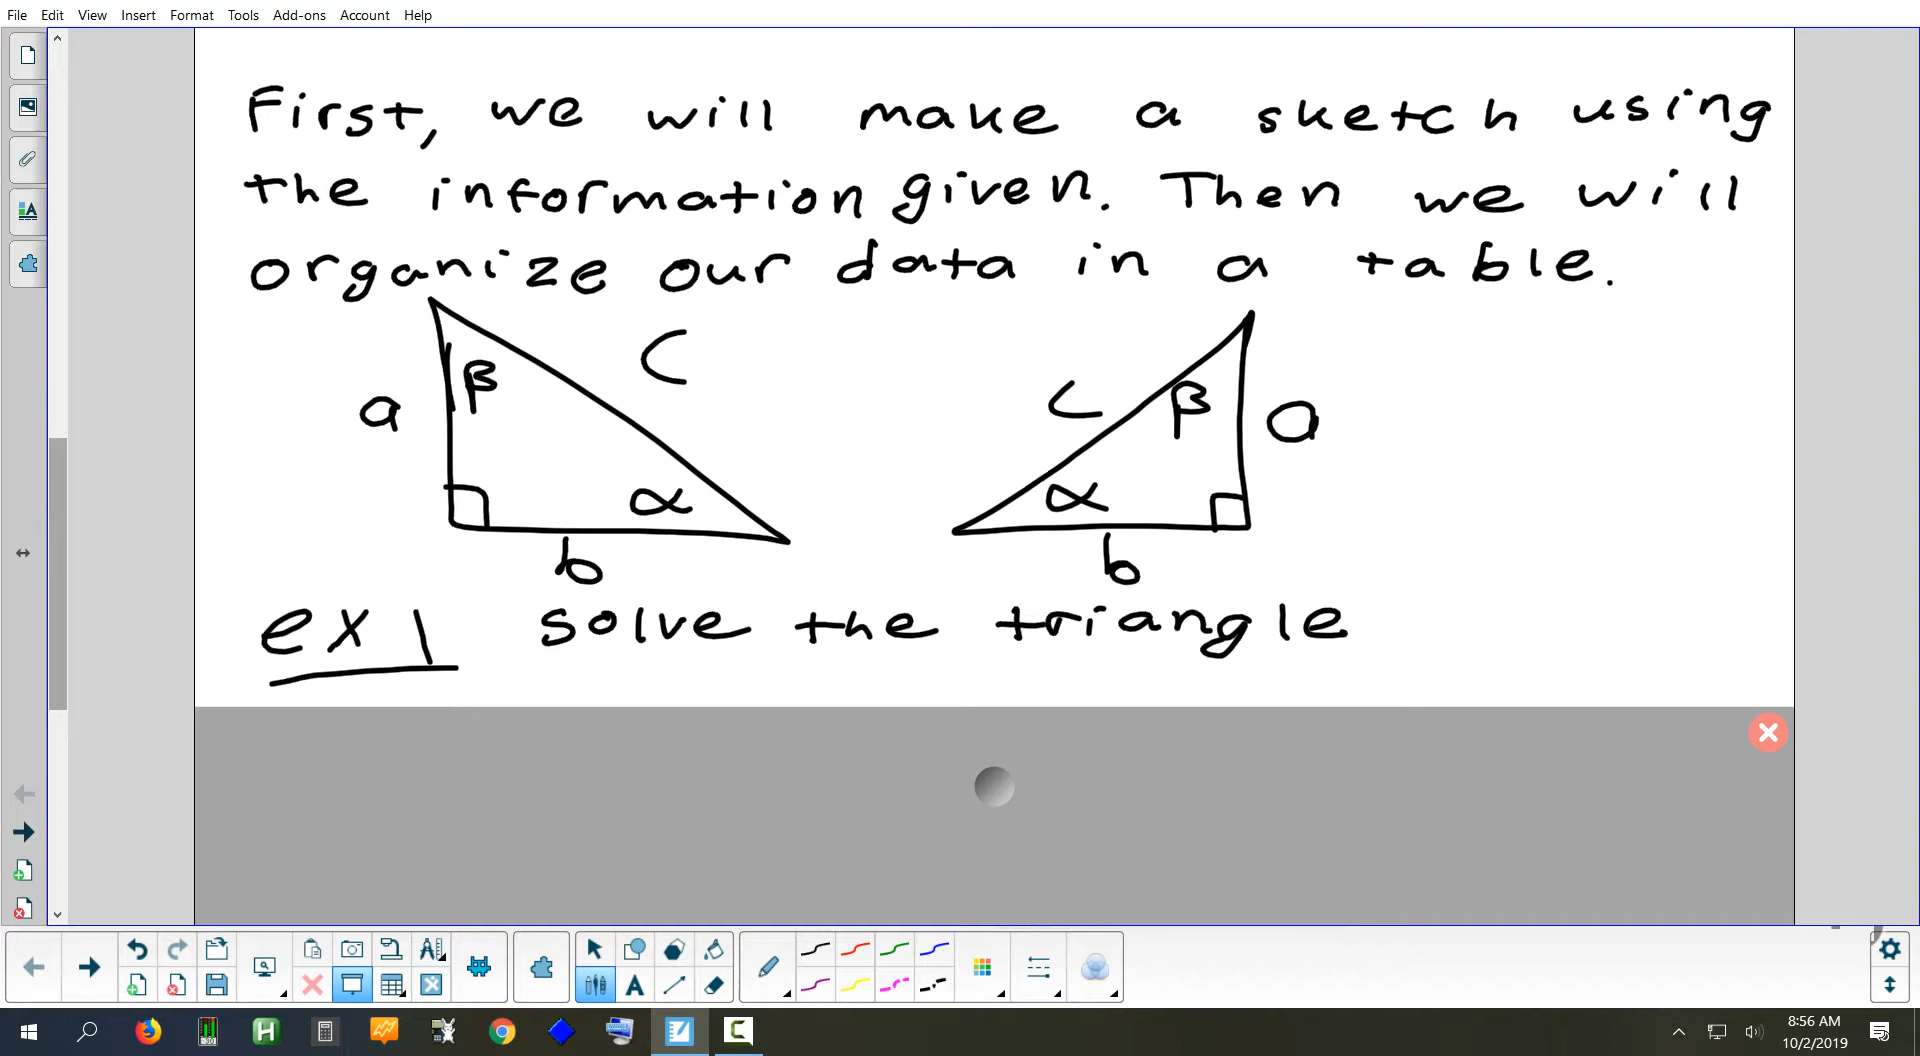 File Edit View Insert Format Tools Add-ons Account Help
First, we will make a sketch using
the information given. Then we will
organize our data in a table.
β
a
c
α
b
c
β
a
α
b
ex 1 solve the triangle
8:56 AM
10/2/2019